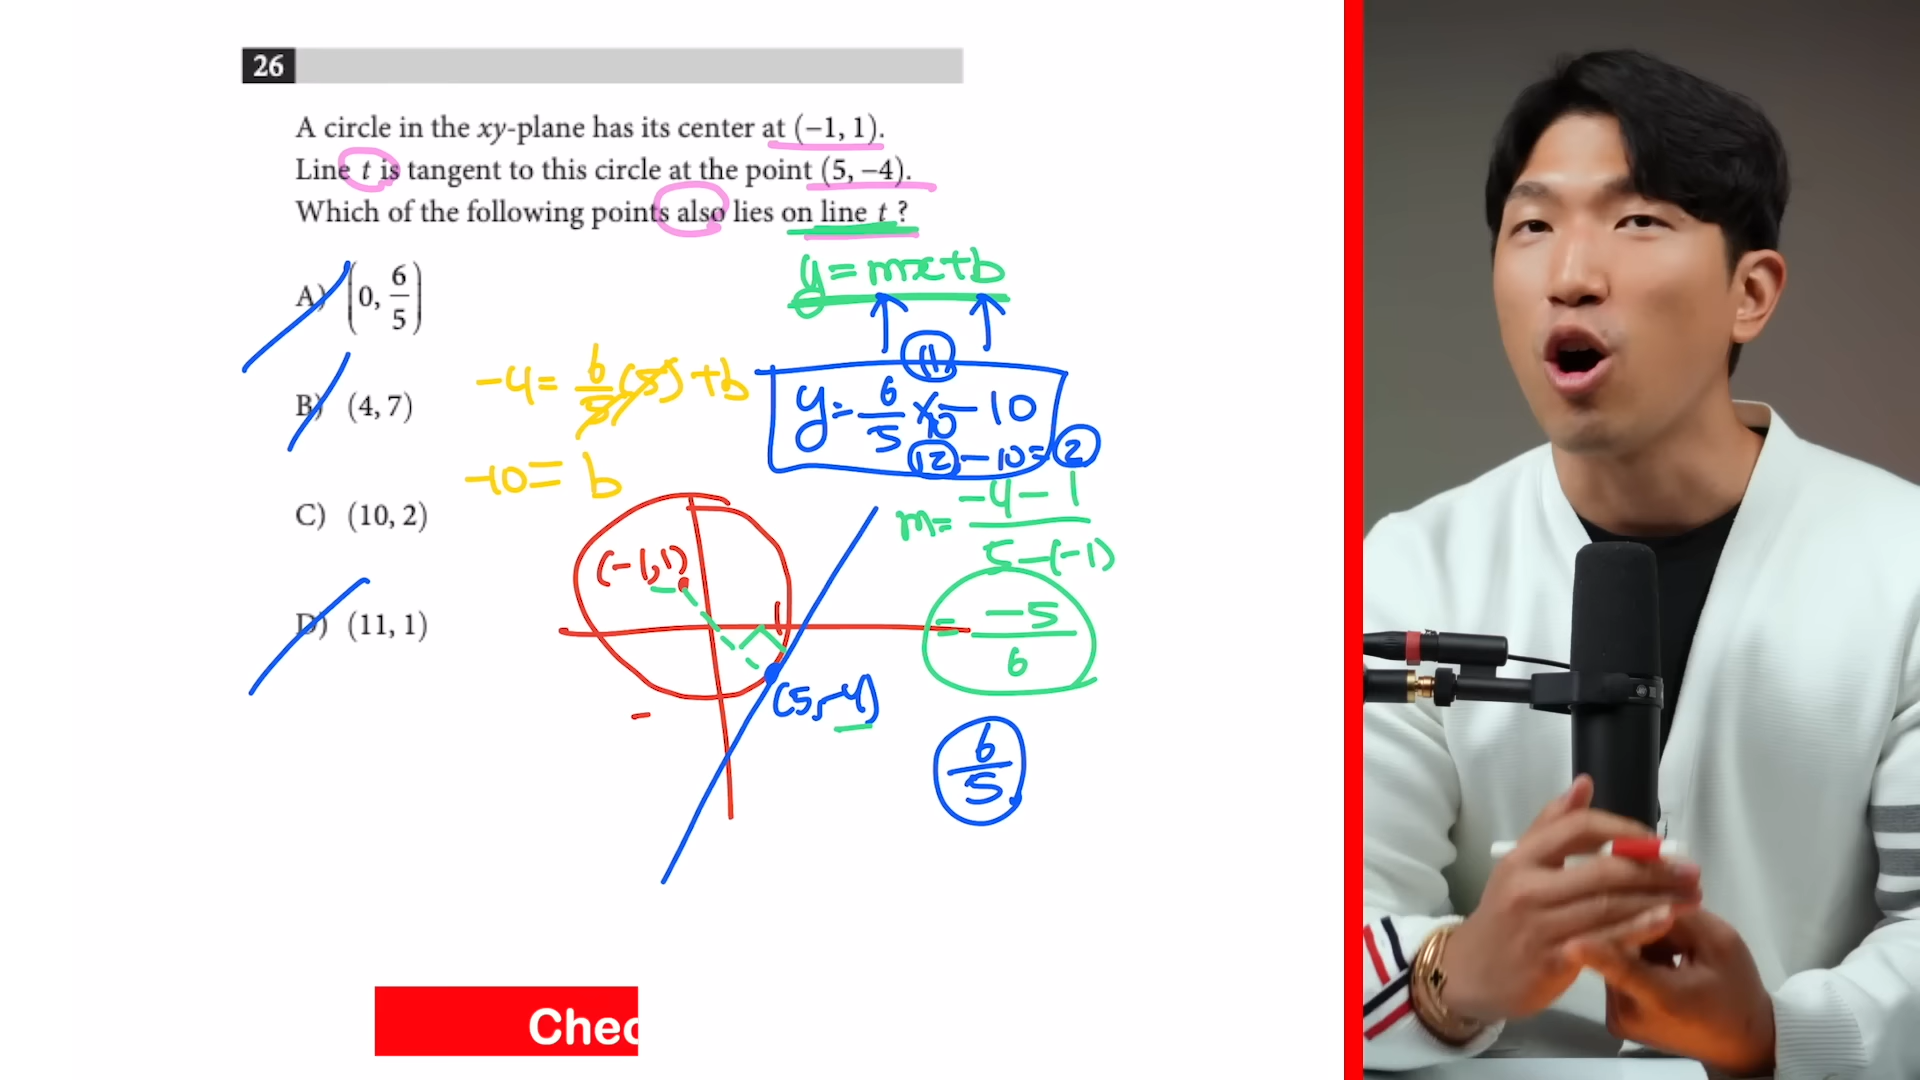 26
A circle in the xy-plane has its center at (−1, 1).
Line t is tangent to this circle at the point (5, −4).
Which of the following points also lies on line t ?
y = mx+b
A) (0, 6/5)
(11)
-4 = 6/5 (5) + b
y = 6/5 x - 10
10
B) (4, 7)
12 - 10 = 2
-10 = b
m = -4 - 1 / 5-(-1)
C) (10, 2)
(-1,1)
= -5/6
D) (11, 1)
(5,-4)
6/5
Chec